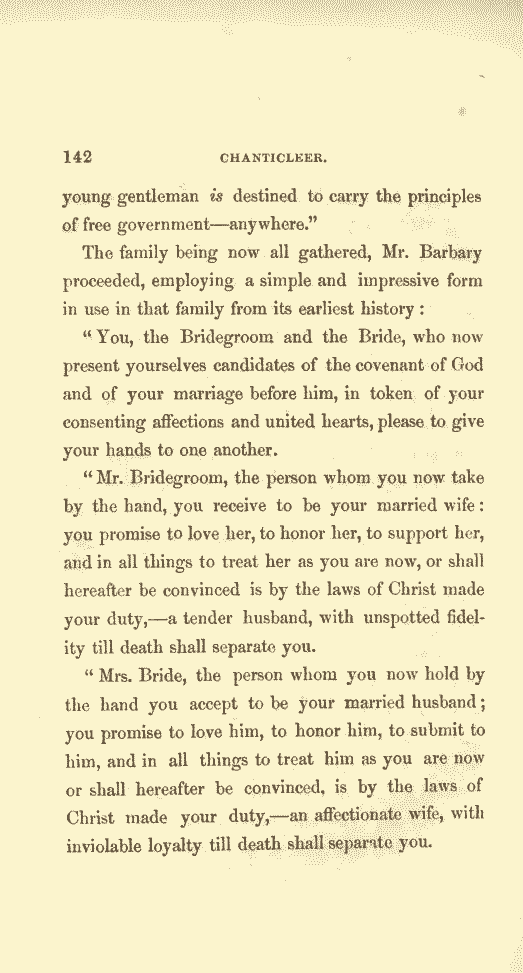 142 CHANTICLEER.
young gentleman is destined to carry the principles
of free government—anywhere.”
The family being now all gathered, Mr. Barbary
proceeded, employing a simple and impressive form
in use in that family from its earliest history :
“ You, the Bridegroom and the Bride, who now
present yourselves candidates of the covenant of God
and of your marriage before him, in token of your
consenting affections and united hearts, please to give
your hands to one another.
“ Mr. Bridegroom, the person whom you now take
by the hand, you receive to be your married wife :
you promise to love her, to honor her, to support her,
and in all things to treat her as you are now, or shall
hereafter be convinced is by the laws of Christ made
your duty,—a tender husband, with unspotted fidel-
ity till death shall separate you.
“ Mrs. Bride, the person whom you now hold by
the hand you accept to be your married husband ;
you promise to love him, to honor him, to submit to
him, and in all things to treat him as you are now
or shall hereafter be convinced, is by the laws of
Christ made your duty,—an affectionate wife, with
inviolable loyalty till death shall separate you.